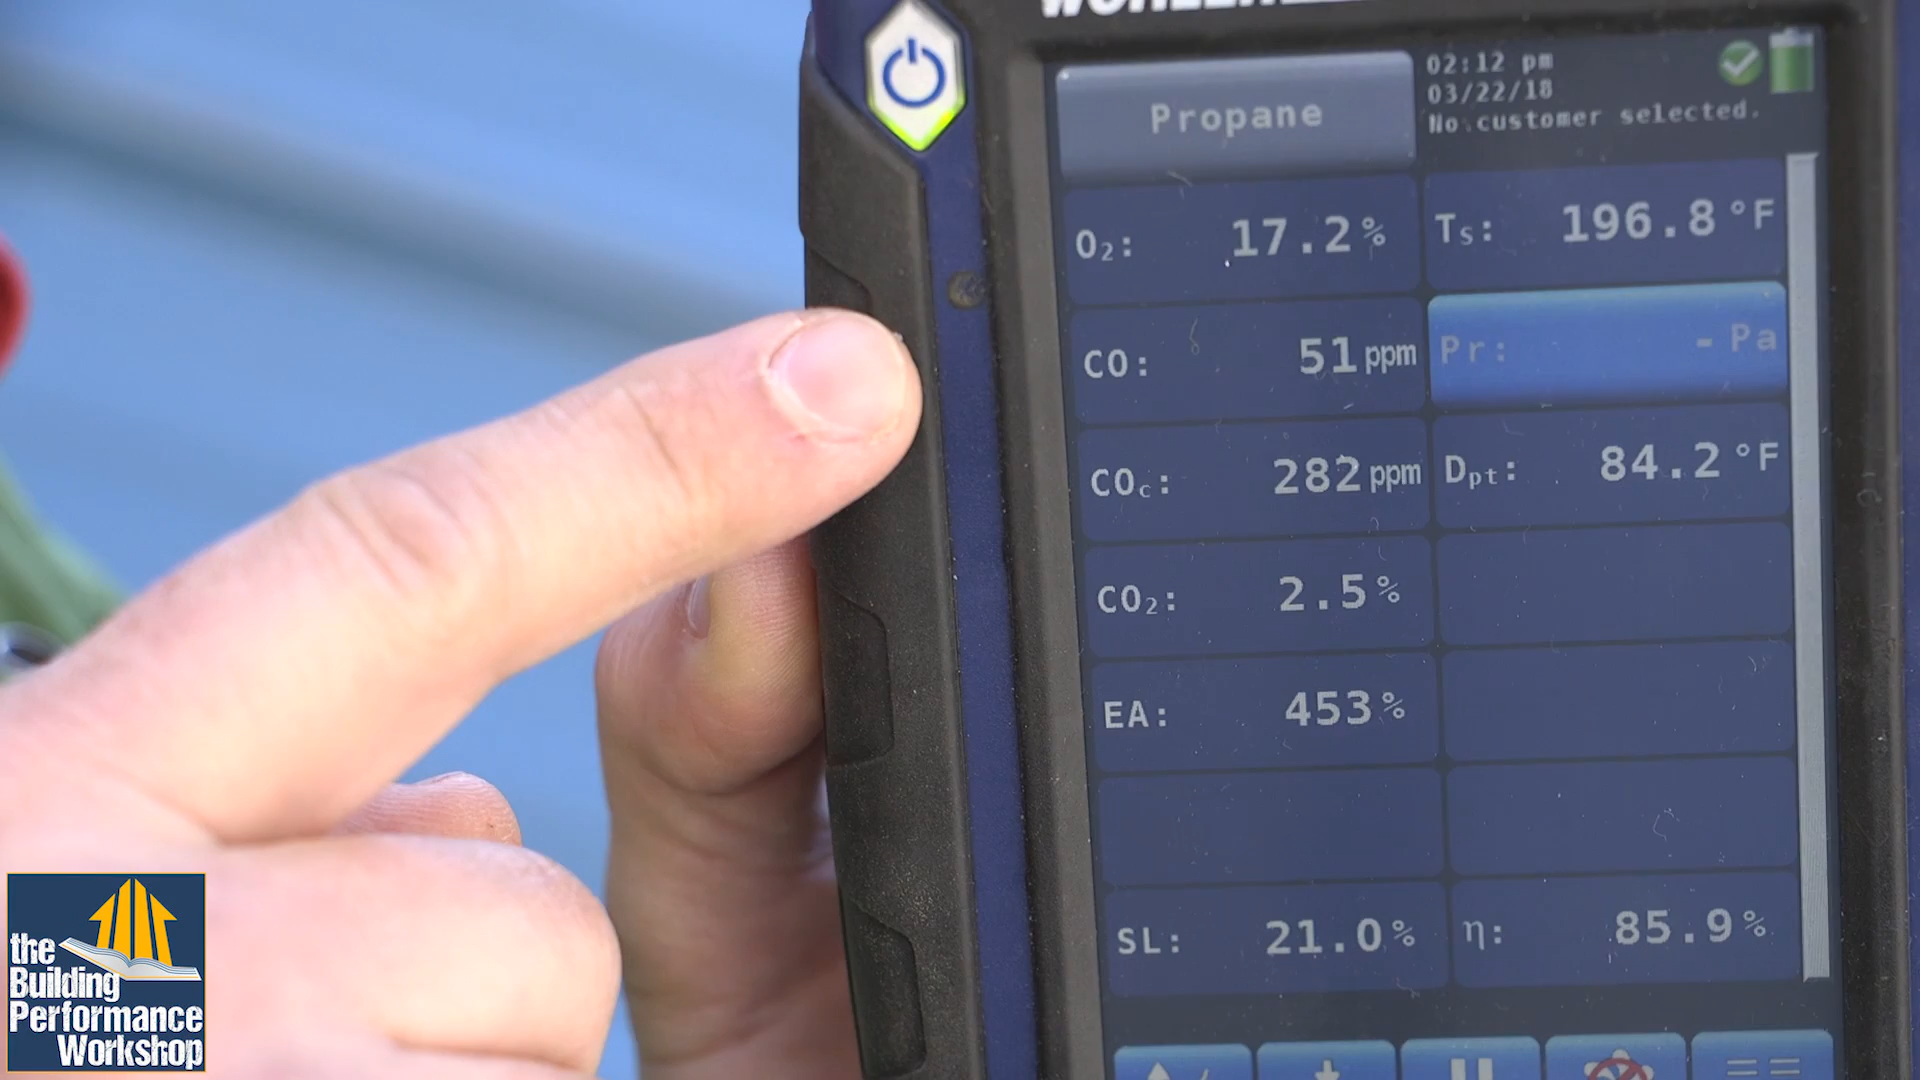 WÖHLER
Propane
02:12 pm
03/22/18
No customer selected.
O₂: 17.2% Ts: 196.8°F
CO: 51 ppm Pr: - Pa
COc: 282 ppm Dpt: 84.2°F
CO₂: 2.5%
EA: 453%
SL: 21.0% η: 85.9%
the
Building
Performance
Workshop